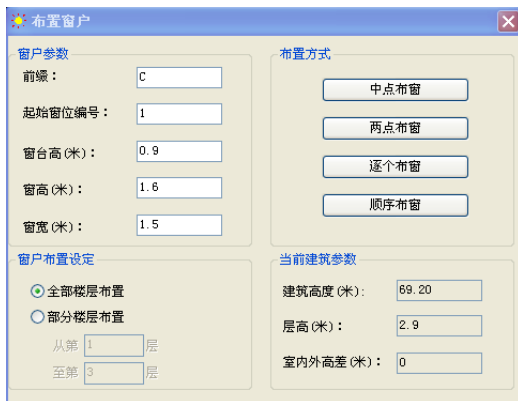 布置窗户
窗户参数
前缀： C
起始窗位编号： 1
窗台高(米)： 0.9
窗高(米)： 1.6
窗宽(米)： 1.5
布置方式
中点布窗
两点布窗
逐个布窗
顺序布窗
窗户布置设定
全部楼层布置
部分楼层布置
从第 1 层
至第 3 层
当前建筑参数
建筑高度(米): 69.20
层高(米)： 2.9
室内外高差(米)： 0